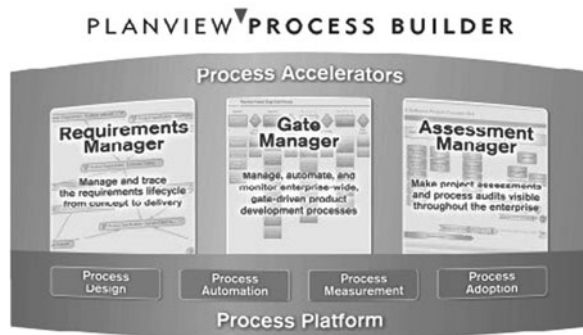 PLANVIEW PROCESS BUILDER
Process Accelerators
Requirements
Manager
Manage and trace
the requirements lifecycle
from concept to delivery
Gate
Manager
Manage, automate, and
monitor enterprise-wide,
gate-driven product
development processes
Assessment
Manager
Make project assessments
and process audits visible
throughout the enterprise
Process
Design
Process
Automation
Process
Measurement
Process
Adoption
Process Platform